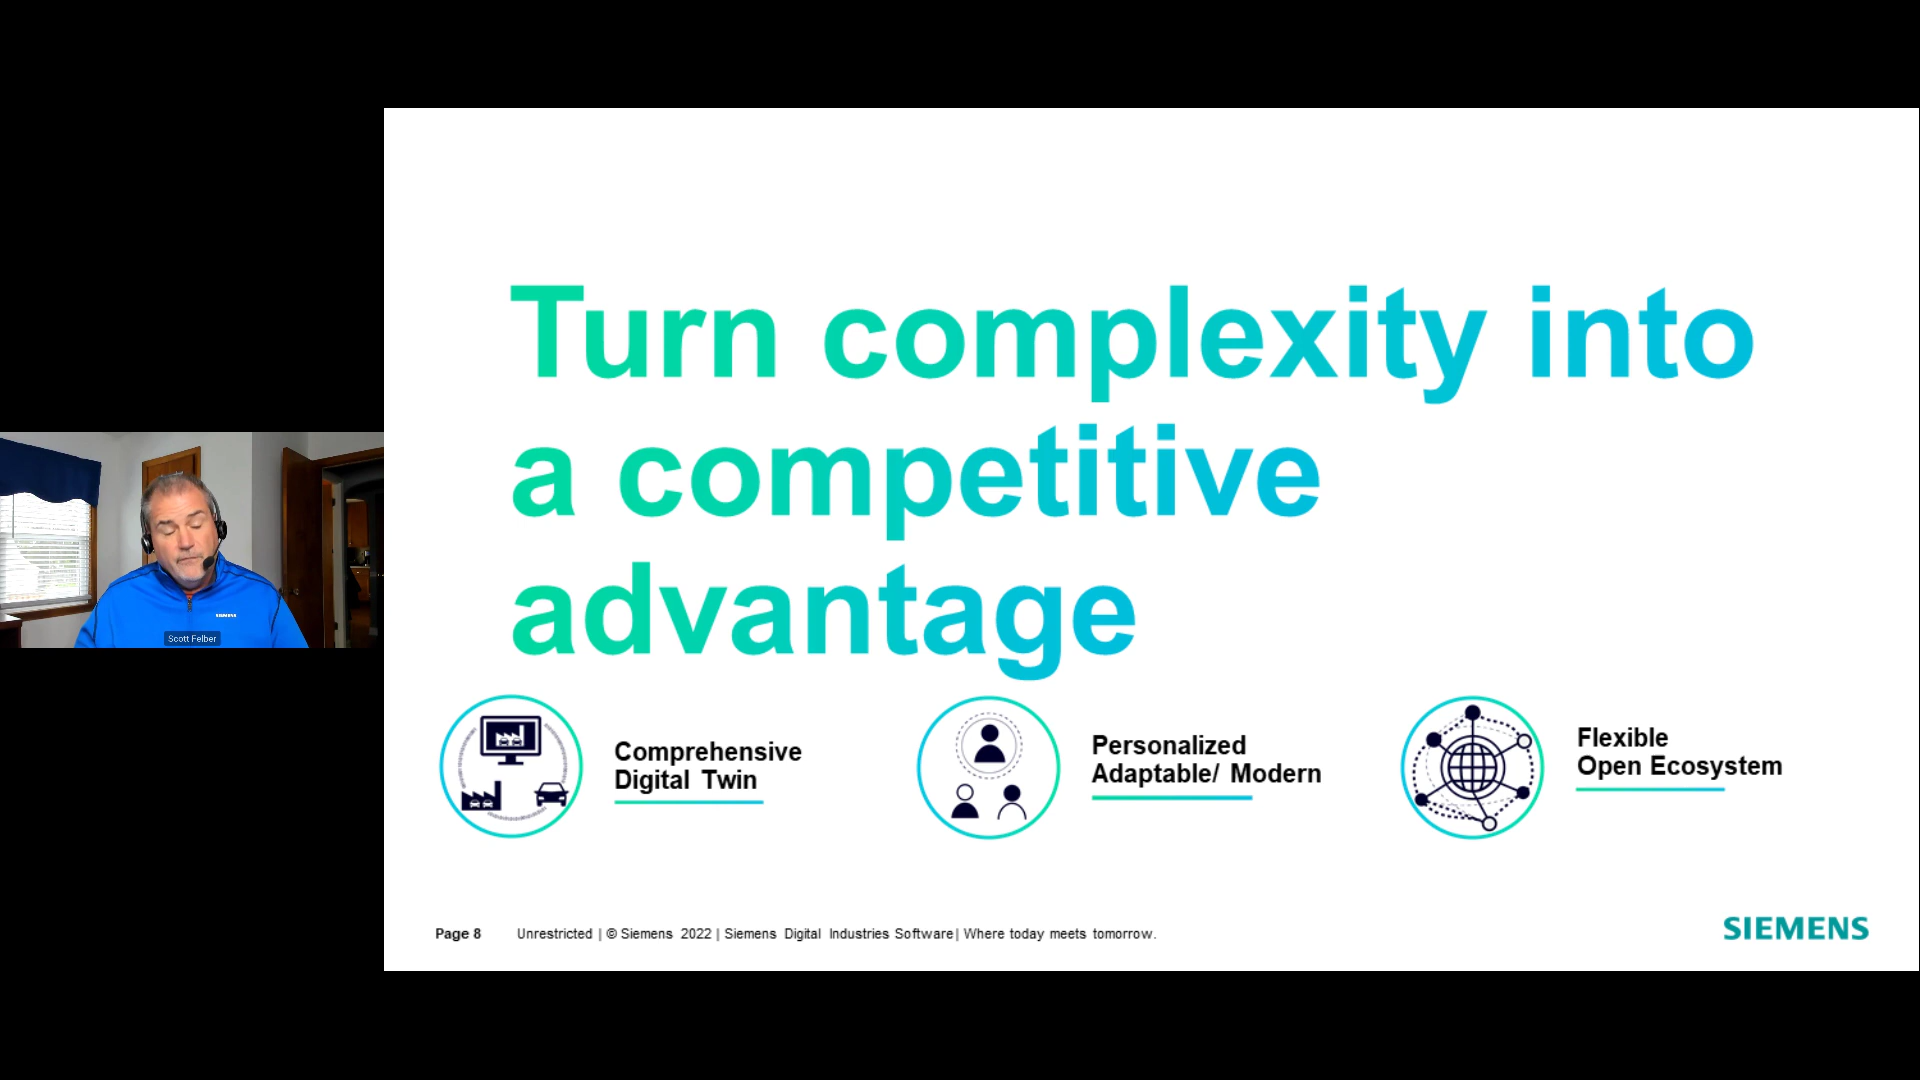 Turn complexity into
a competitive
advantage
SIEMENS
Scott Felber
Comprehensive
Digital Twin
Personalized
Adaptable/ Modern
Flexible
Open Ecosystem
Page 8 Unrestricted | © Siemens 2022 | Siemens Digital Industries Software| Where today meets tomorrow.
SIEMENS